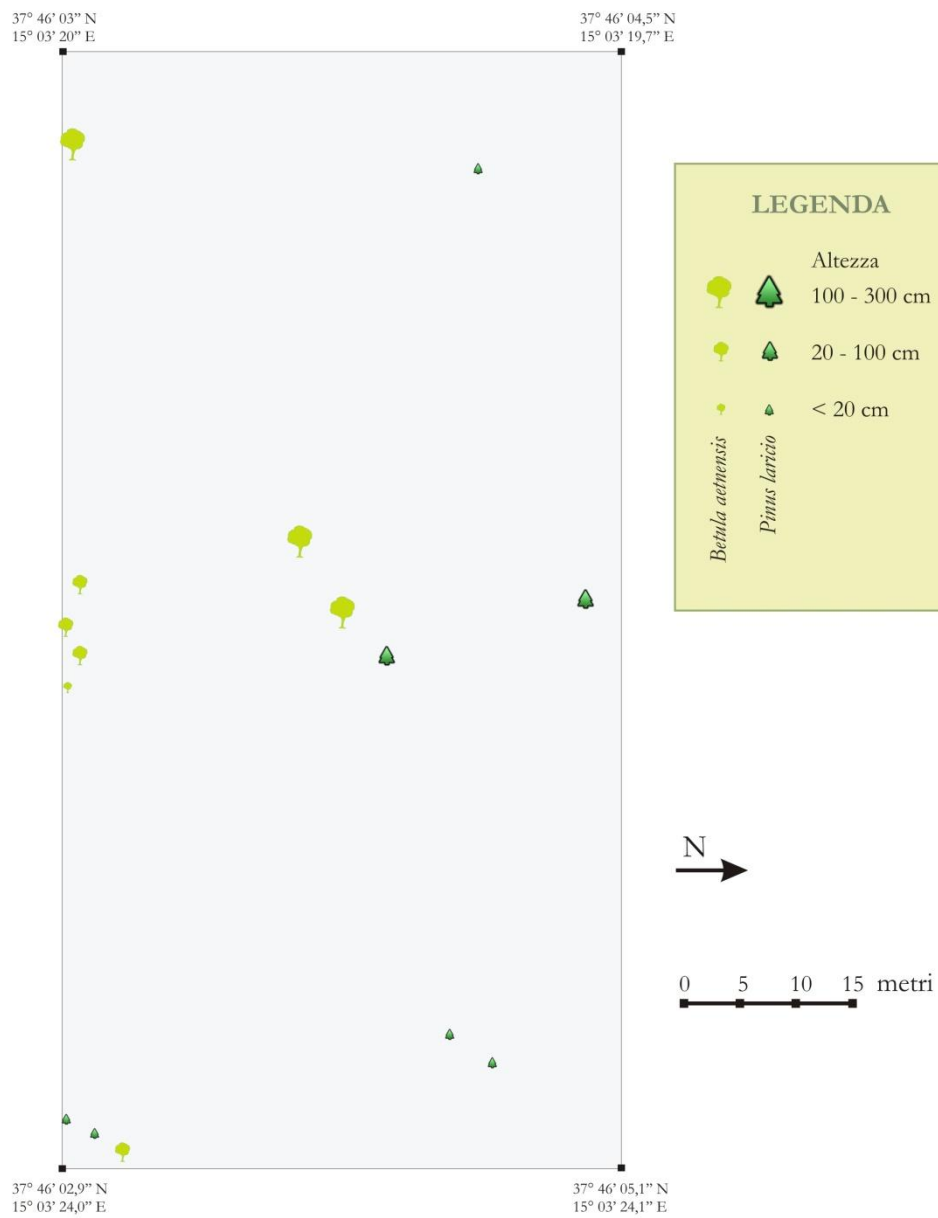 37° 46’ 03” N
15° 03’ 20” E
37° 46’ 04,5” N
15° 03’ 19,7” E
LEGENDA
Altezza
100 - 300 cm
20 - 100 cm
< 20 cm
Betula aetnensis
Pinus laricio
N
0 5 10 15 metri
37° 46’ 02,9” N
15° 03’ 24,0” E
37° 46’ 05,1” N
15° 03’ 24,1” E